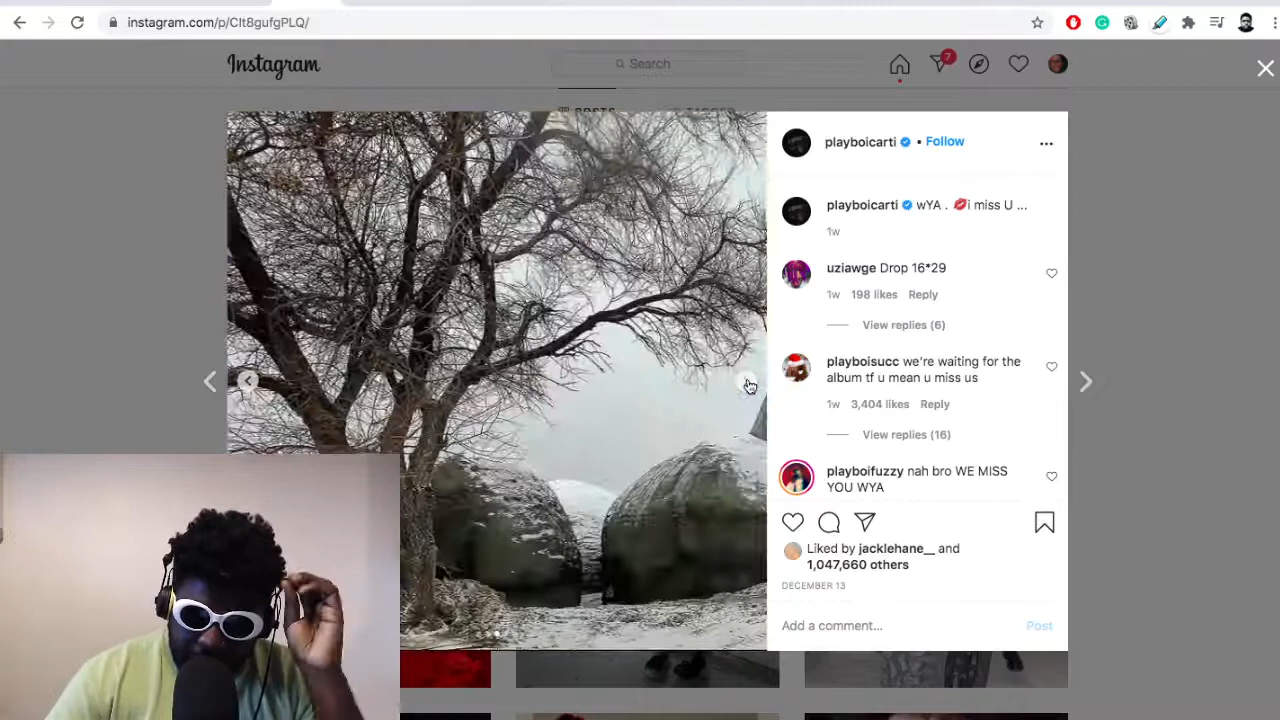 instagram.com/p/CIt8gufgPLQ/
Instagram
Search
7
POSTS
TAGGED
playboicarti • Follow
playboicarti wYA . 💋i miss U ...
1w
uziawge Drop 16*29
1w 198 likes Reply
View replies (6)
playboisucc we're waiting for the
album tf u mean u miss us
1w 3,404 likes Reply
View replies (16)
playboifuzzy nah bro WE MISS
YOU WYA
Liked by jacklehane__ and
1,047,660 others
DECEMBER 13
Add a comment... Post